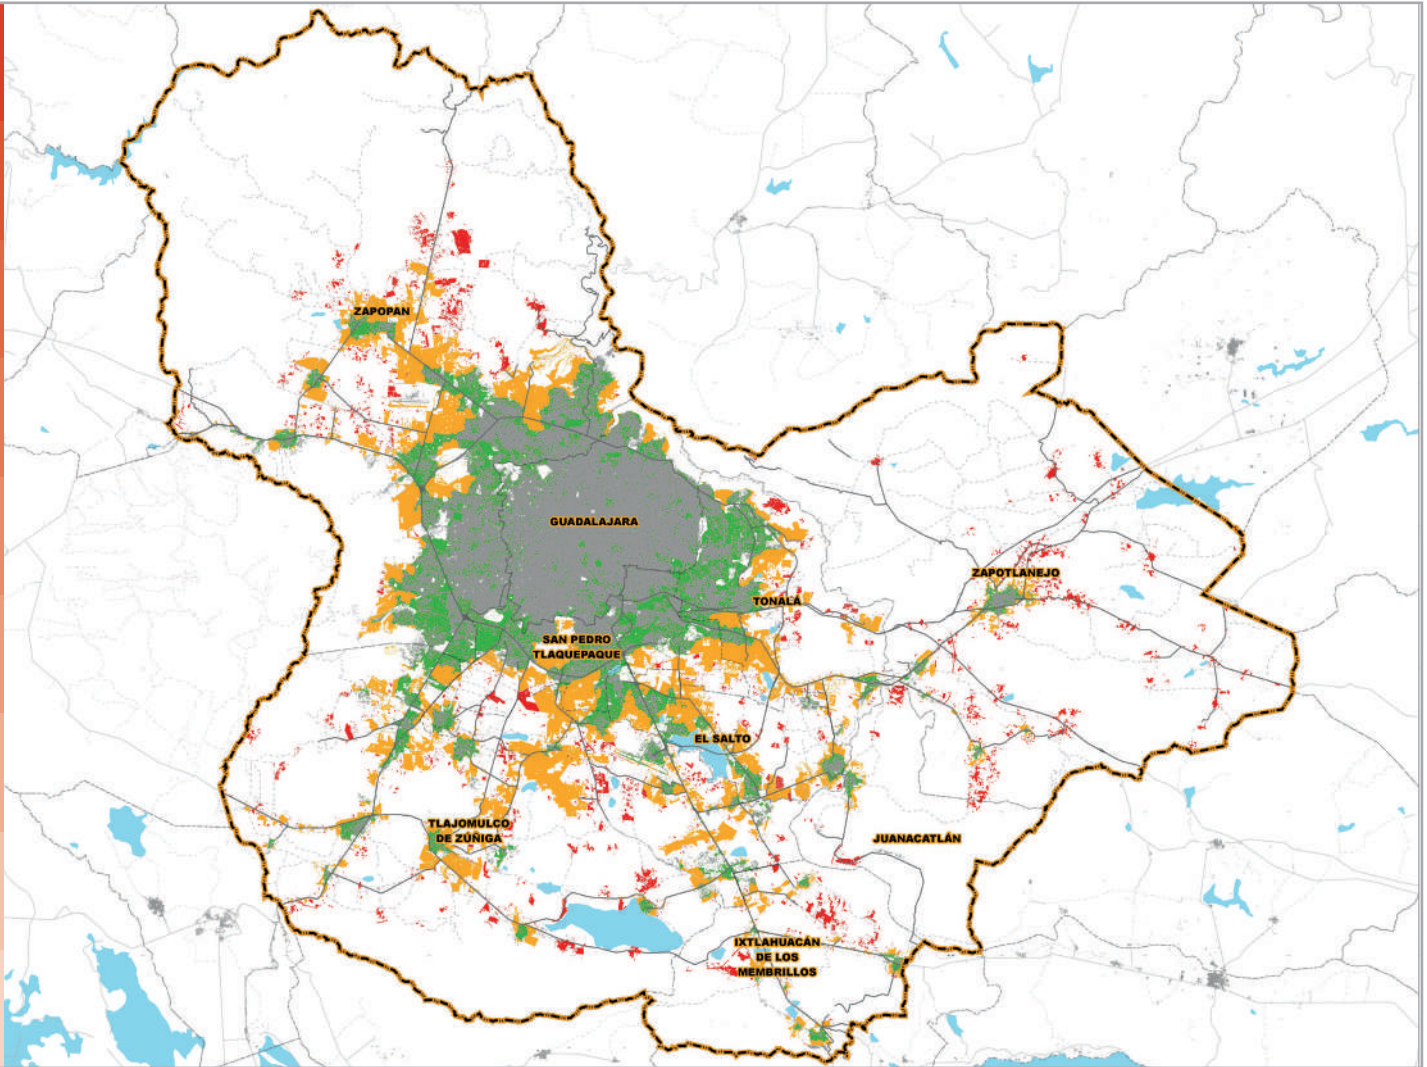 ZAPOPAN
GUADALAJARA
ZAPOTLANEJO
TONALÁ
SAN PEDRO
TLAQUEPAQUE
EL SALTO
TLAJOMULCO
DE ZÚÑIGA
JUANACATLÁN
IXTLAHUACÁN
DE LOS
MEMBRILLOS